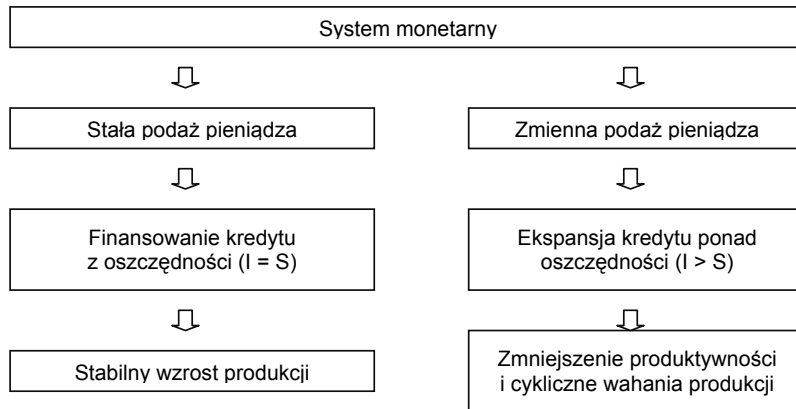 System monetarny
Stała podaż pieniądza
Zmienna podaż pieniądza
Finansowanie kredytu
z oszczędności (I = S)
Ekspansja kredytu ponad
oszczędności (I > S)
Stabilny wzrost produkcji
Zmniejszenie produktywności
i cykliczne wahania produkcji